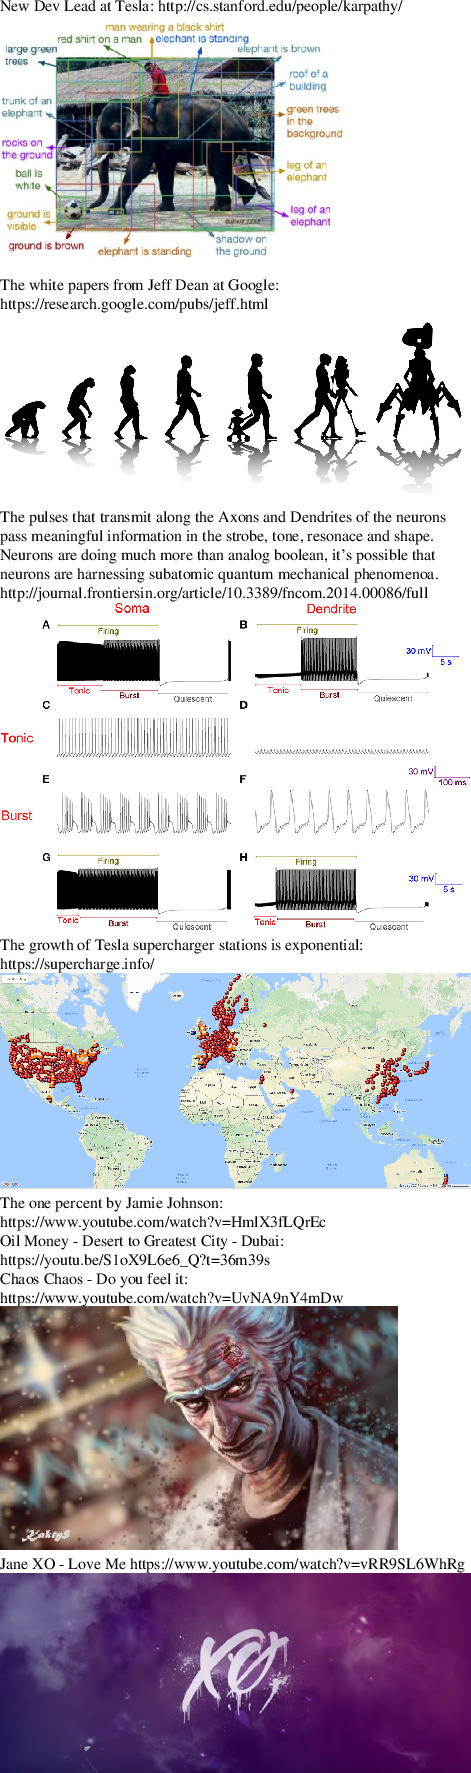 New Dev Lead at Tesla: http://cs.stanford.edu/people/karpathy/
man wearing a black shirt
red shirt on a man
elephant is standing
large green
trees
elephant is brown
roof of a
building
trunk of an
elephant
green trees
in the
background
rocks on
the ground
leg of an
elephant
ball is
white
leg of an
elephant
ground is
visible
ground is brown
elephant is standing
shadow on
the ground
The white papers from Jeff Dean at Google:
https://research.google.com/pubs/jeff.html
The pulses that transmit along the Axons and Dendrites of the neurons
pass meaningful information in the strobe, tone, resonace and shape.
Neurons are doing much more than analog boolean, it's possible that
neurons are harnessing subatomic quantum mechanical phenomenoa.
http://journal.frontiersin.org/article/10.3389/fncom.2014.00086/full
Soma
Dendrite
A
Firing
B
Firing
30 mV
5 s
Tonic
Burst
Quiescent
Tonic
Burst
Quiescent
C
D
Tonic
30 mV
100 ms
E
F
Burst
G
Firing
H
Firing
30 mV
5 s
Tonic
Burst
Quiescent
Tonic
Burst
Quiescent
The growth of Tesla supercharger stations is exponential:
https://supercharge.info/
The one percent by Jamie Johnson:
https://www.youtube.com/watch?v=HmlX3fLQrEc
Oil Money - Desert to Greatest City - Dubai:
https://youtu.be/S1oX9L6e6_Q?t=36m39s
Chaos Chaos - Do you feel it:
https://www.youtube.com/watch?v=UvNA9nY4mDw
KaktyS
Jane XO - Love Me https://www.youtube.com/watch?v=vRR9SL6WhRg
XO